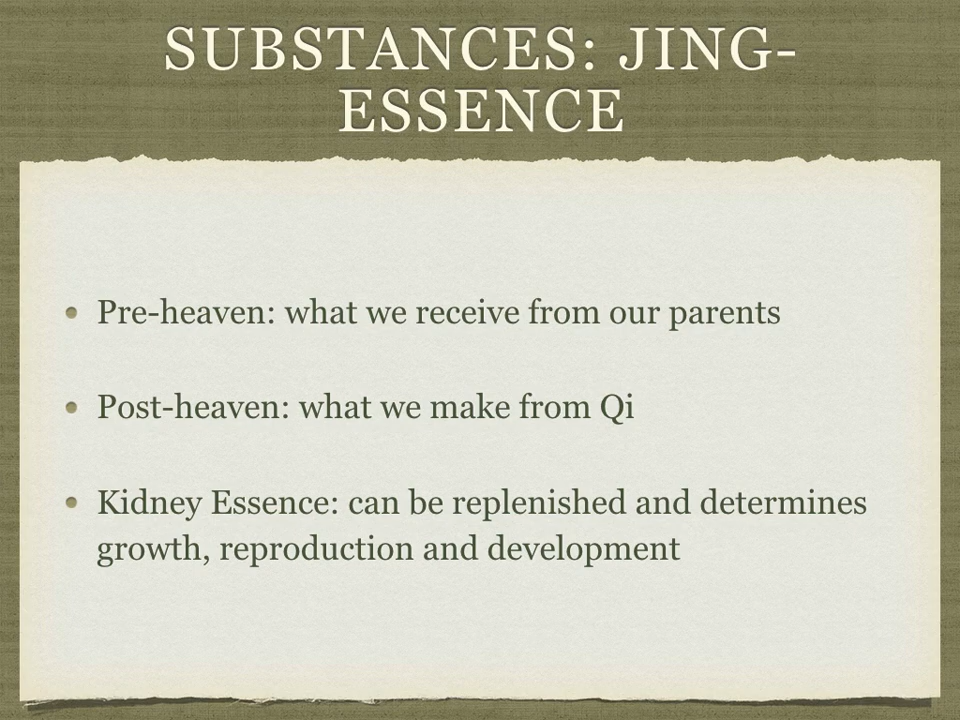 SUBSTANCES: JING-
ESSENCE
Pre-heaven: what we receive from our parents
Post-heaven: what we make from Qi
Kidney Essence: can be replenished and determines
growth, reproduction and development